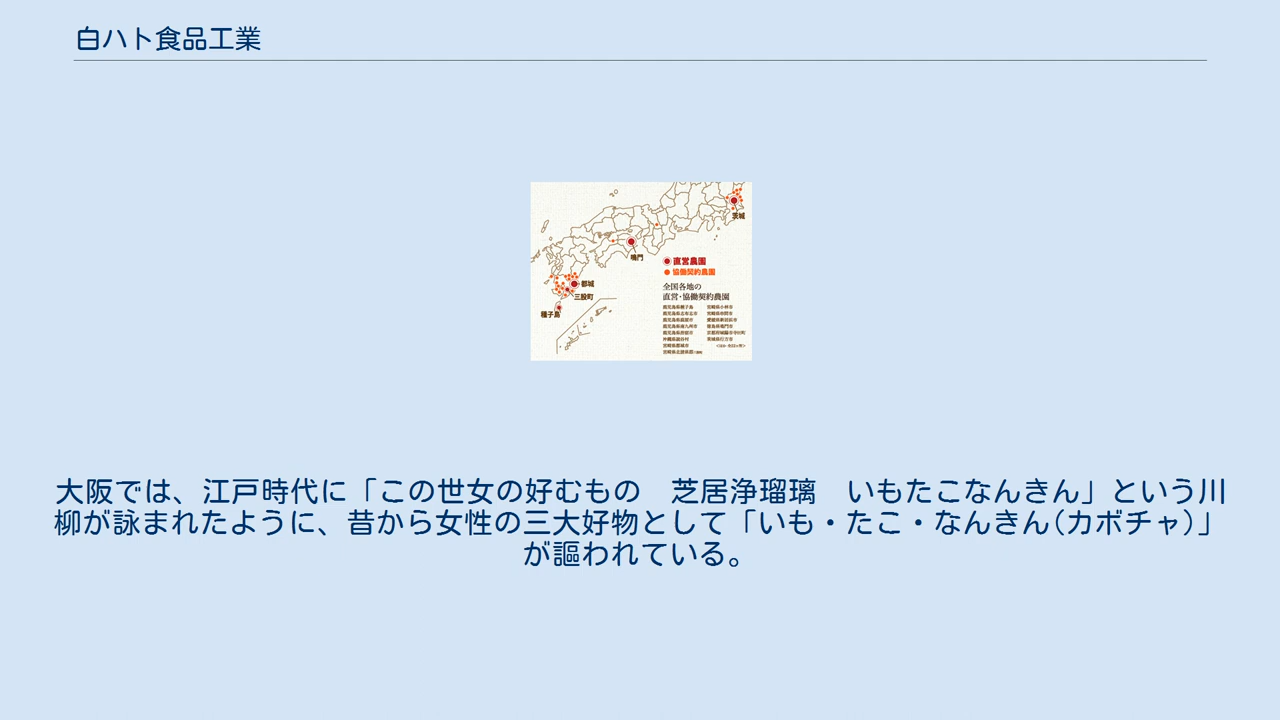 白ハト食品工業
茨城
鳴門
直営農園
協働契約農園
都城
三股町
種子島
全国各地の
直営・協働契約農園
大阪では、江戸時代に「この世女の好むもの　芝居浄瑠璃　いもたこなんきん」という川
柳が詠まれたように、昔から女性の三大好物として「いも・たこ・なんきん(カボチャ)」
が謳われている。